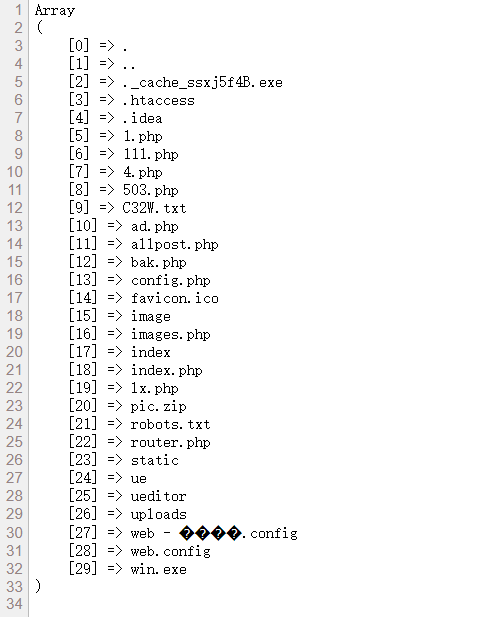 1 Array
2 (
3 [0] => .
4 [1] => ..
5 [2] => ._cache_ssxj5f4B.exe
6 [3] => .htaccess
7 [4] => .idea
8 [5] => 1.php
9 [6] => 111.php
10 [7] => 4.php
11 [8] => 503.php
12 [9] => C32W.txt
13 [10] => ad.php
14 [11] => allpost.php
15 [12] => bak.php
16 [13] => config.php
17 [14] => favicon.ico
18 [15] => image
19 [16] => images.php
20 [17] => index
21 [18] => index.php
22 [19] => lx.php
23 [20] => pic.zip
24 [21] => robots.txt
25 [22] => router.php
26 [23] => static
27 [24] => ue
28 [25] => ueditor
29 [26] => uploads
30 [27] => web - ����.config
31 [28] => web.config
32 [29] => win.exe
33 )
34